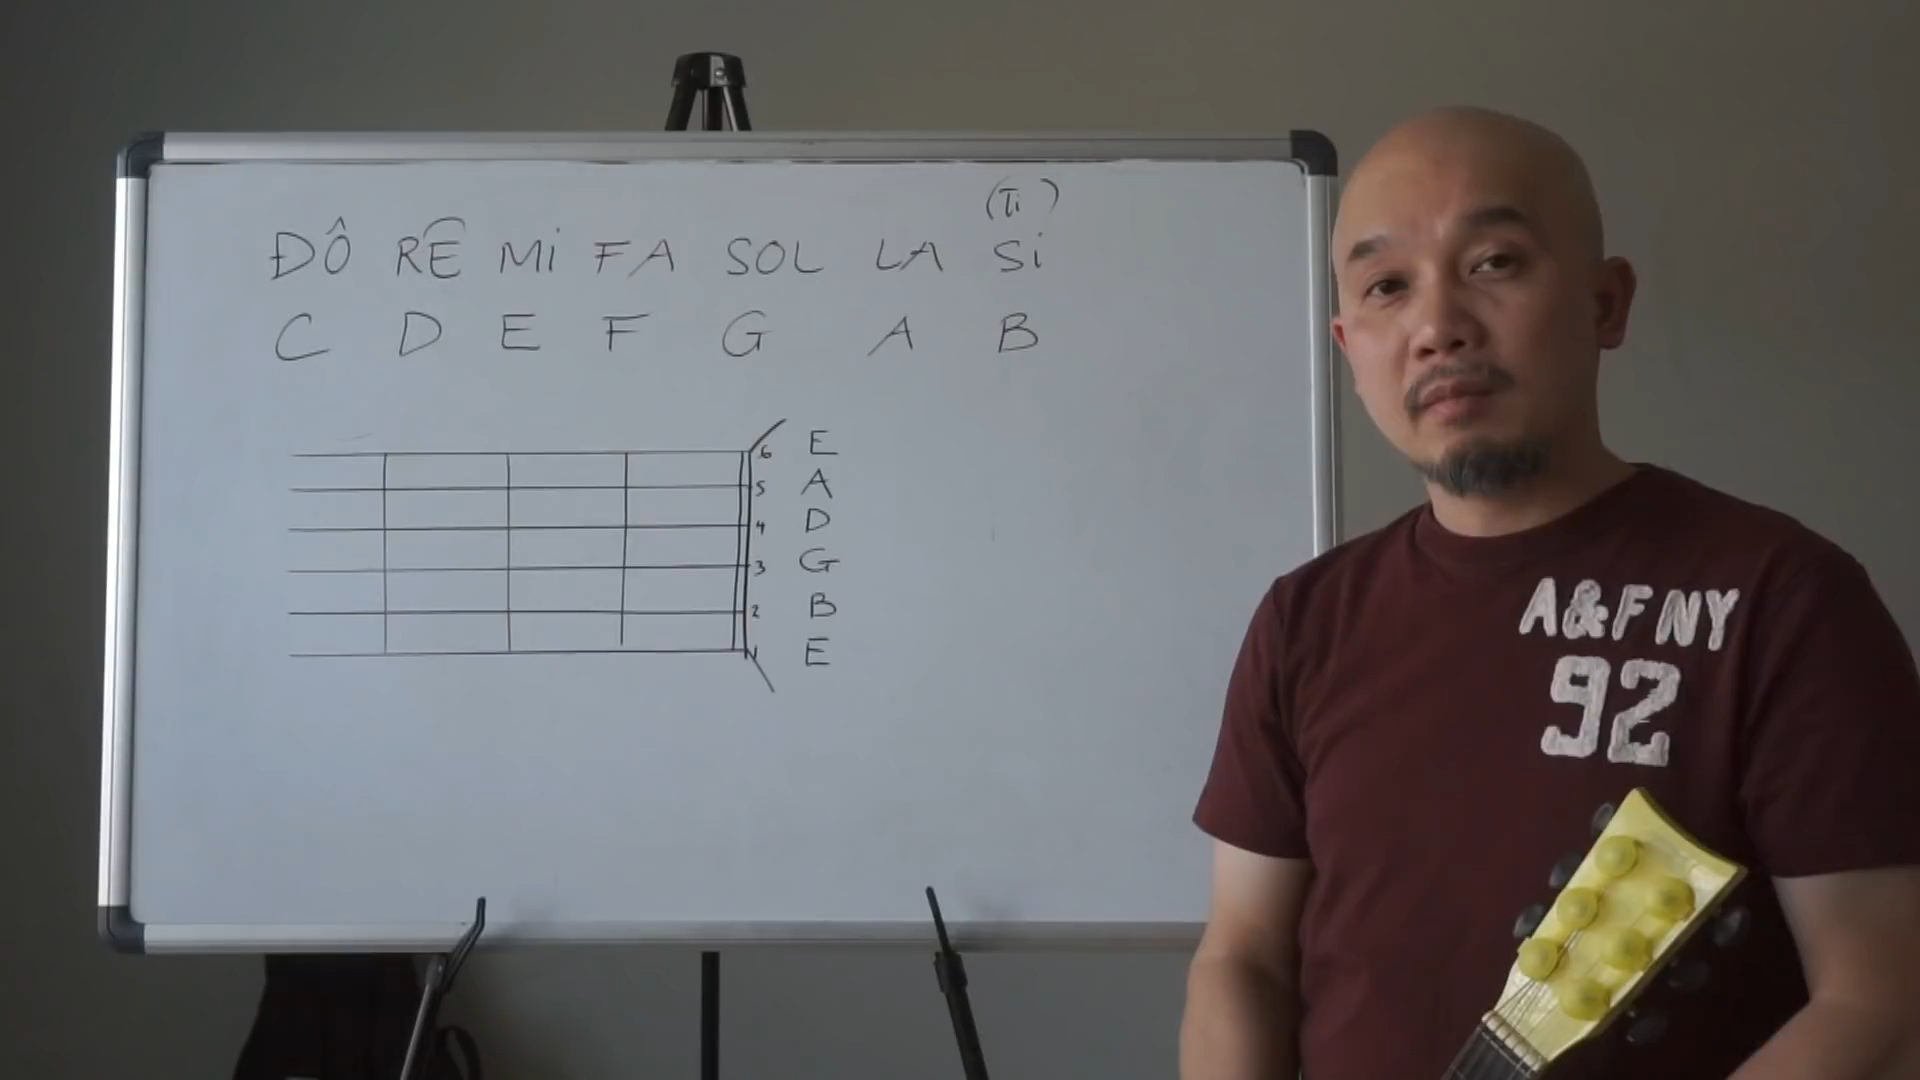 (Ti)
ĐÔ RÊ Mi FA SOL LA Si
C D E F G A B
6 E
5 A
4 D
3 G
2 B
1 E
A&F NY
92